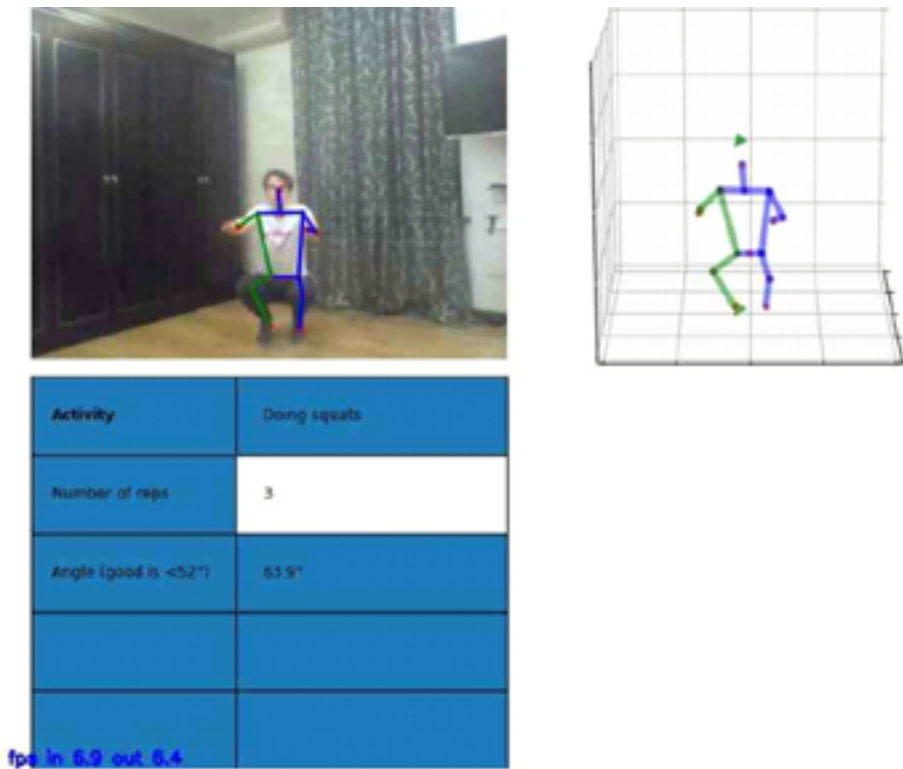 Activity Doing squats
Number of reps 3
Angle (good is <52°) 63.9°
fps in 6.9 out 6.4